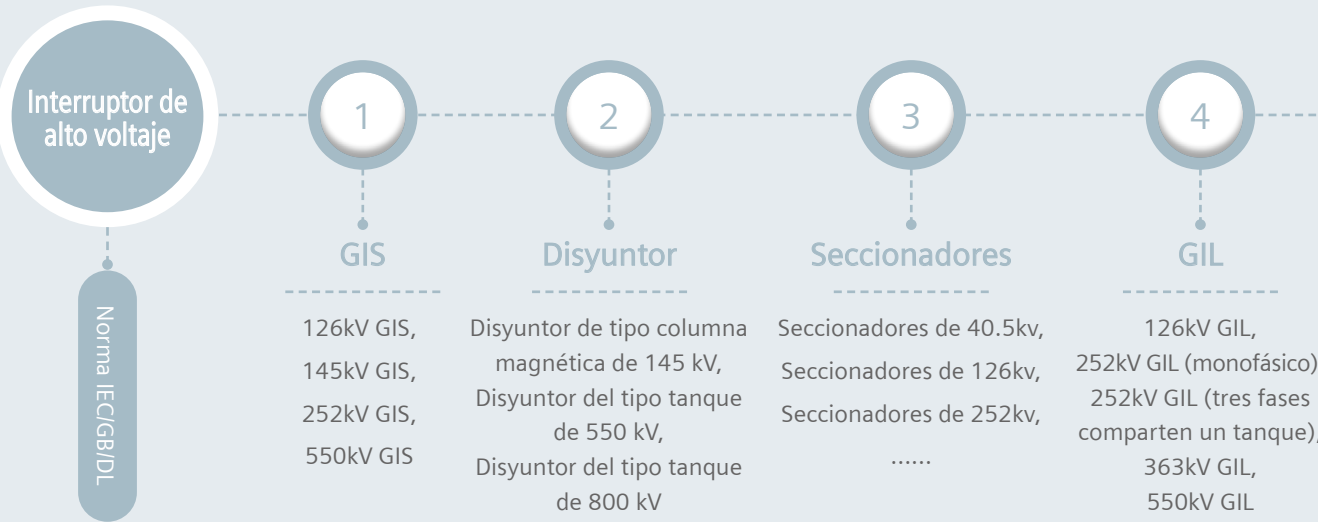 Interruptor de
alto voltaje
Norma IEC/GB/DL
1
GIS
126kV GIS,
145kV GIS,
252kV GIS,
550kV GIS
2
Disyuntor
Disyuntor de tipo columna
magnética de 145 kV,
Disyuntor del tipo tanque
de 550 kV,
Disyuntor del tipo tanque
de 800 kV
3
Seccionadores
Seccionadores de 40.5kv,
Seccionadores de 126kv,
Seccionadores de 252kv,
......
4
GIL
126kV GIL,
252kV GIL (monofásico)
252kV GIL (tres fases
comparten un tanque),
363kV GIL,
550kV GIL